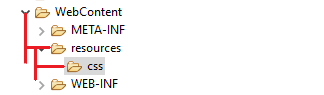 WebContent
META-INF
resources
css
WEB-INF